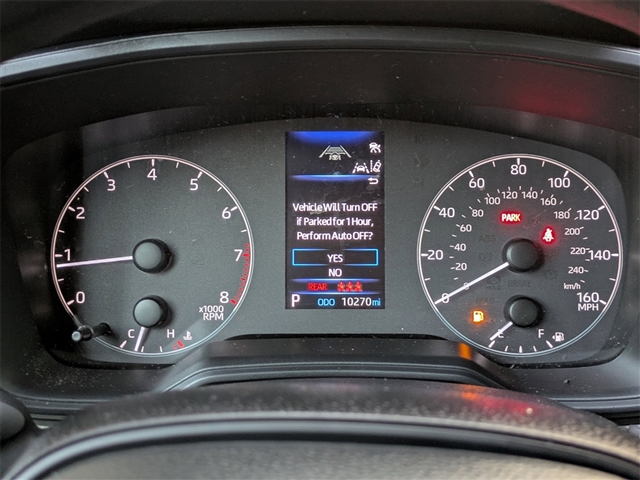 0
1
2
3
4
5
6
7
8
x1000
RPM
C
H
Vehicle Will Turn OFF
if Parked for 1 Hour,
Perform Auto OFF?
YES
NO
REAR
P ODO 10270 mi
0
20
40
60
80
100
120
140
160
MPH
20
40
60
80
100
120
140
160
180
200
220
240
km/h
PARK
E
F